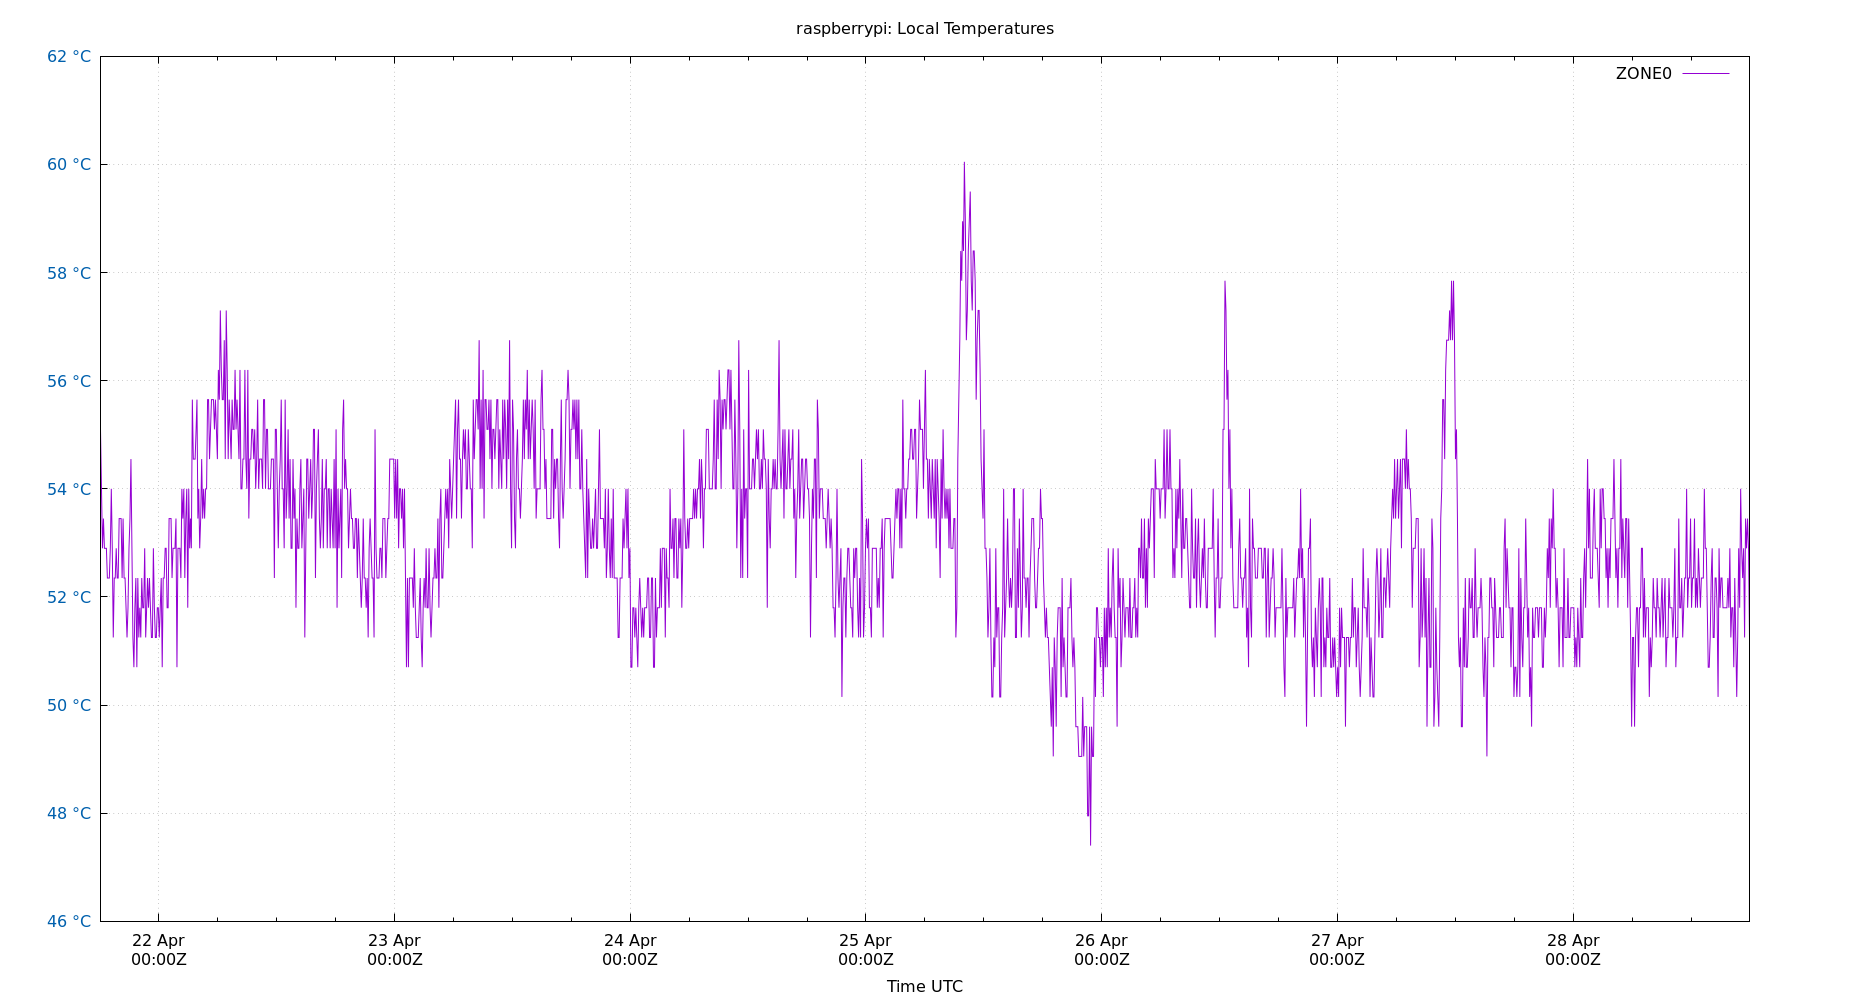 raspberrypi: Local Temperatures
62 °C
ZONE0
60 °C
58 °C
56 °C
54 °C
52 °C
50 °C
48 °C
46 °C
22 Apr 23 Apr 24 Apr 25 Apr 26 Apr 27 Apr 28 Apr
00:00Z 00:00Z 00:00Z 00:00Z 00:00Z 00:00Z 00:00Z
Time UTC